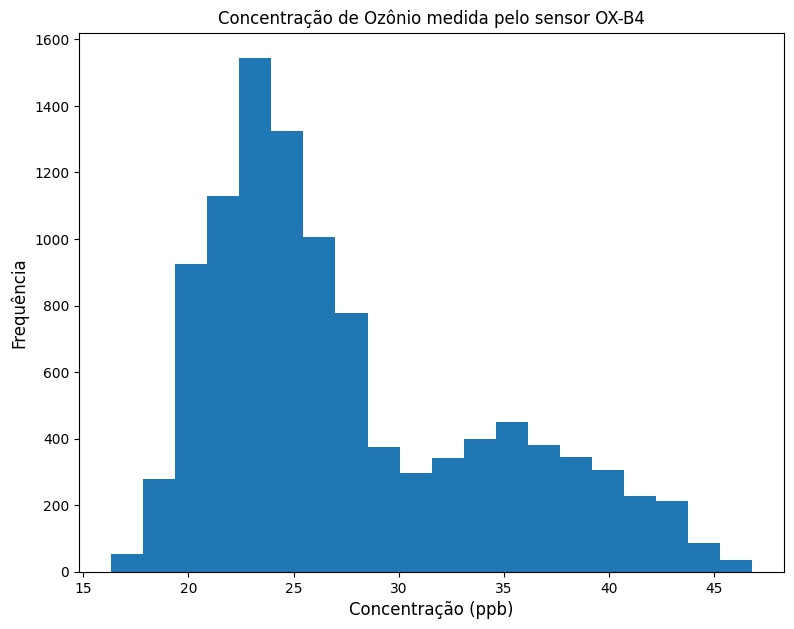 Concentração de Ozônio medida pelo sensor OX-B4
1600
1400
1200
1000
800
600
400
200
0
Frequência
15 20 25 30 35 40 45
Concentração (ppb)